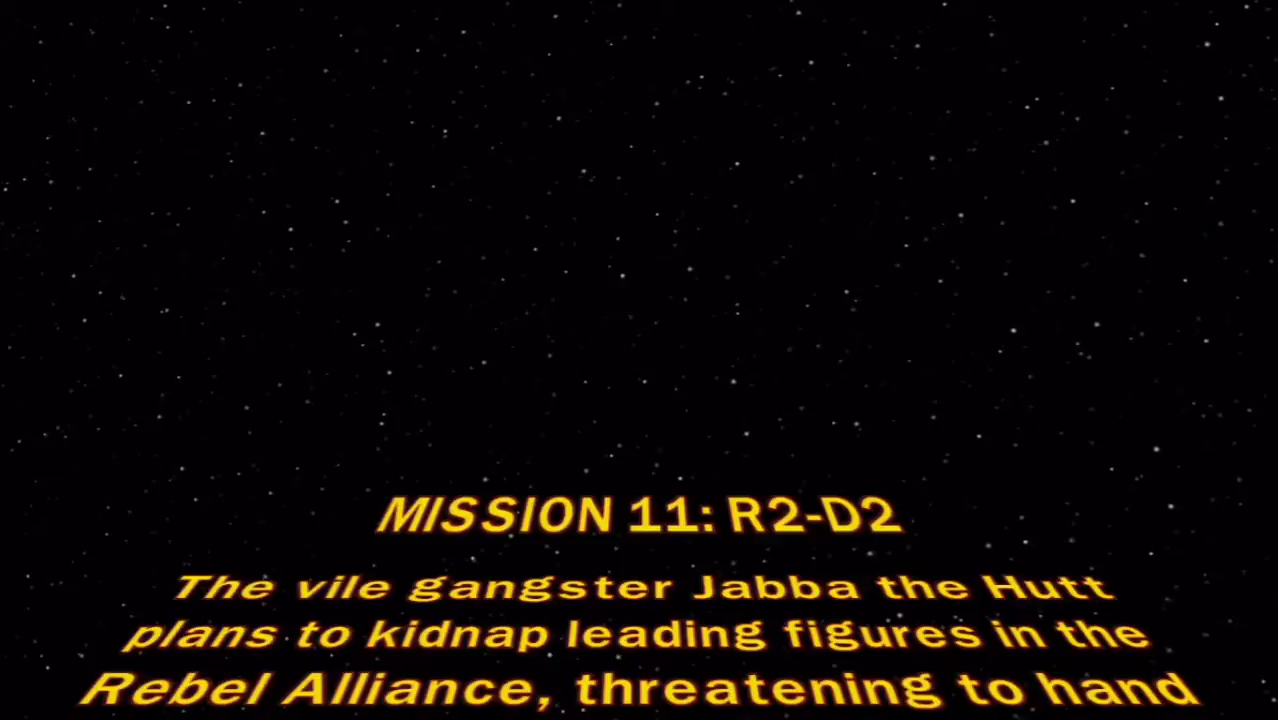 MISSION 11: R2-D2
The vile gangster Jabba the Hutt
plans to kidnap leading figures in the
Rebel Alliance, threatening to hand